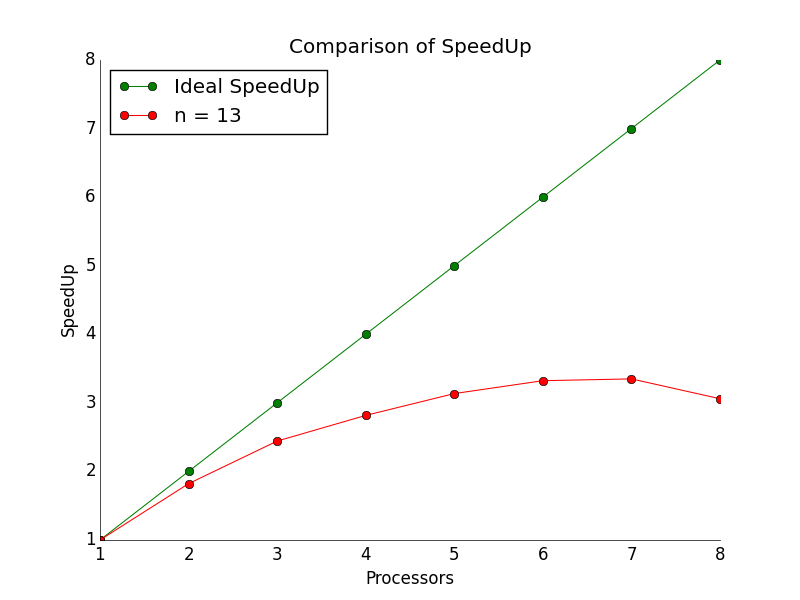 Comparison of SpeedUp
8
Ideal SpeedUp
n = 13
7
6
5
SpeedUp
4
3
2
1
1 2 3 4 5 6 7 8
Processors